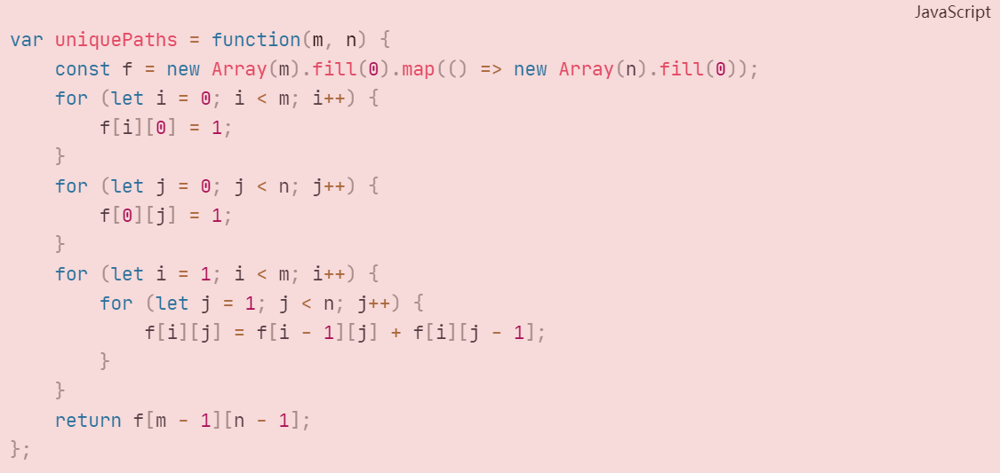 JavaScript
var uniquePaths = function(m, n) {
    const f = new Array(m).fill(0).map(() => new Array(n).fill(0));
    for (let i = 0; i < m; i++) {
        f[i][0] = 1;
    }
    for (let j = 0; j < n; j++) {
        f[0][j] = 1;
    }
    for (let i = 1; i < m; i++) {
        for (let j = 1; j < n; j++) {
            f[i][j] = f[i - 1][j] + f[i][j - 1];
        }
    }
    return f[m - 1][n - 1];
};